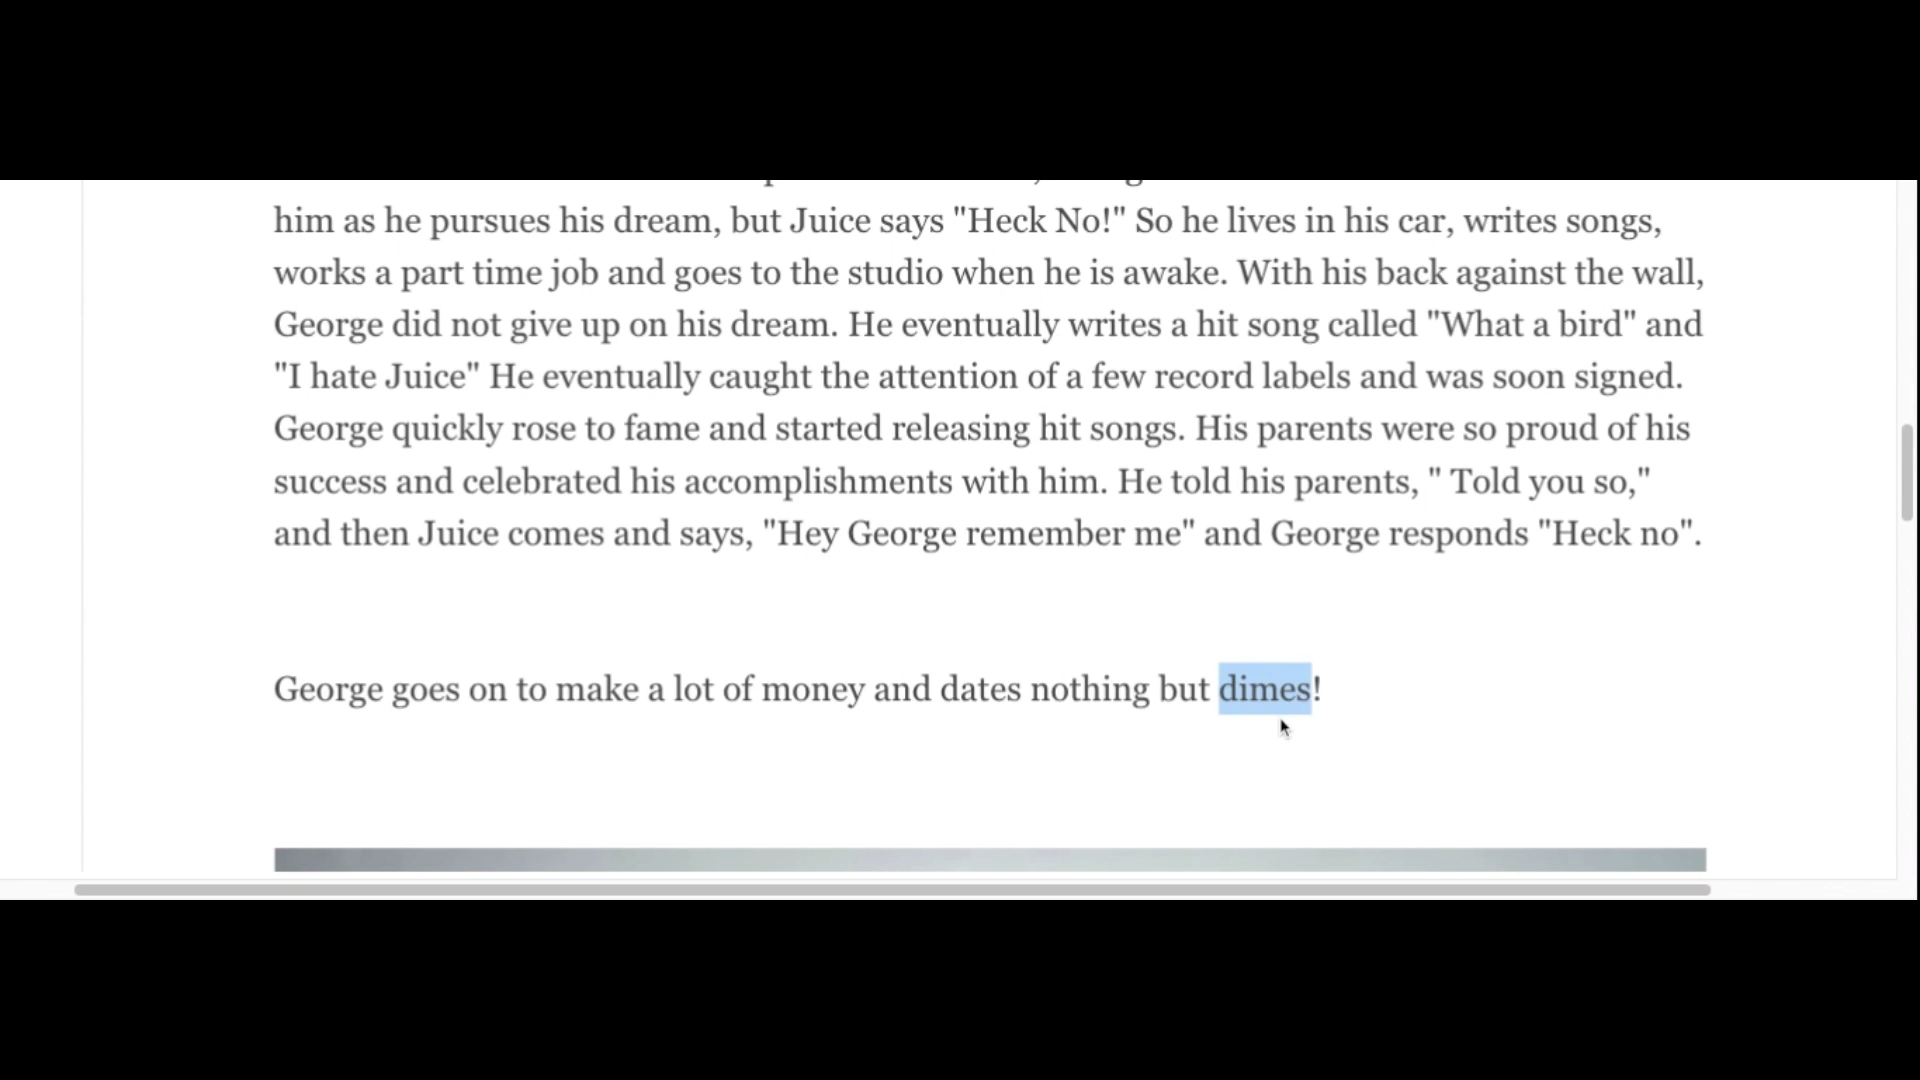 him as he pursues his dream, but Juice says "Heck No!" So he lives in his car, writes songs,
works a part time job and goes to the studio when he is awake. With his back against the wall,
George did not give up on his dream. He eventually writes a hit song called "What a bird" and
"I hate Juice" He eventually caught the attention of a few record labels and was soon signed.
George quickly rose to fame and started releasing hit songs. His parents were so proud of his
success and celebrated his accomplishments with him. He told his parents, " Told you so,"
and then Juice comes and says, "Hey George remember me" and George responds "Heck no".
George goes on to make a lot of money and dates nothing but dimes!